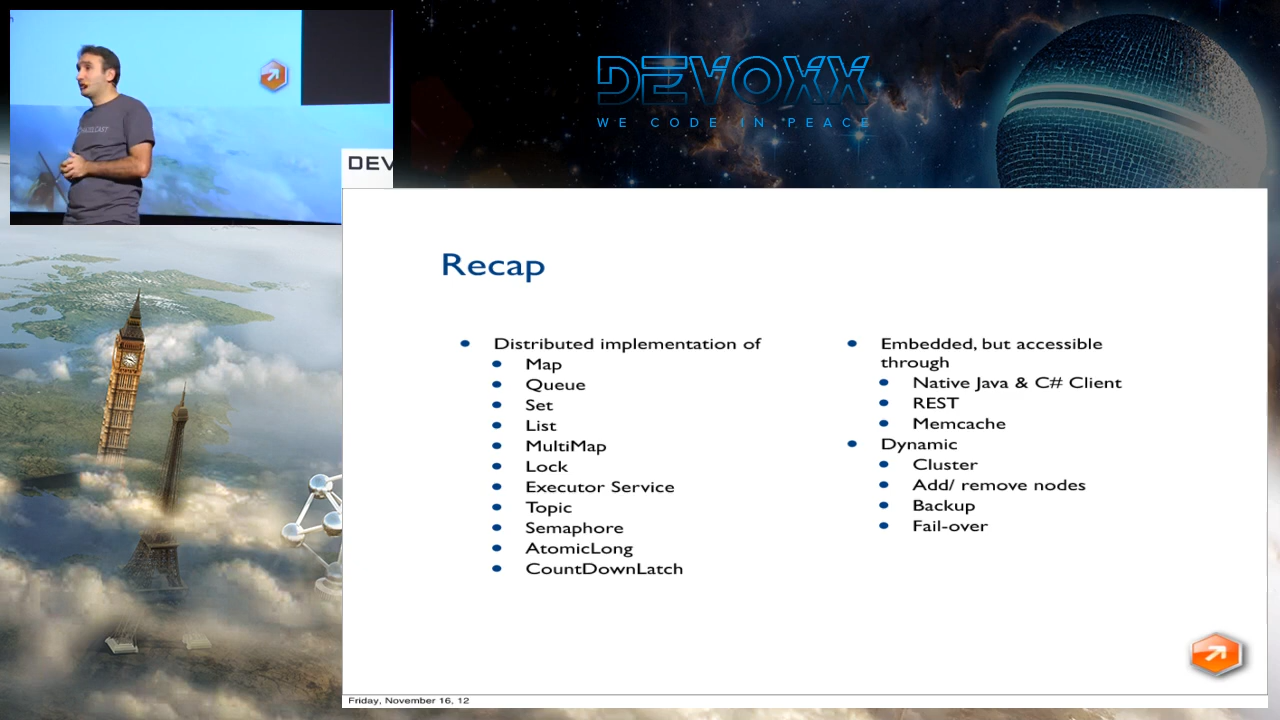 DEVOXX
WE CODE IN PEACE
DEV
Recap
Distributed implementation of
Map
Queue
Set
List
MultiMap
Lock
Executor Service
Topic
Semaphore
AtomicLong
CountDownLatch
Embedded, but accessible
through
Native Java & C# Client
REST
Memcache
Dynamic
Cluster
Add/ remove nodes
Backup
Fail-over
Friday, November 16, 12